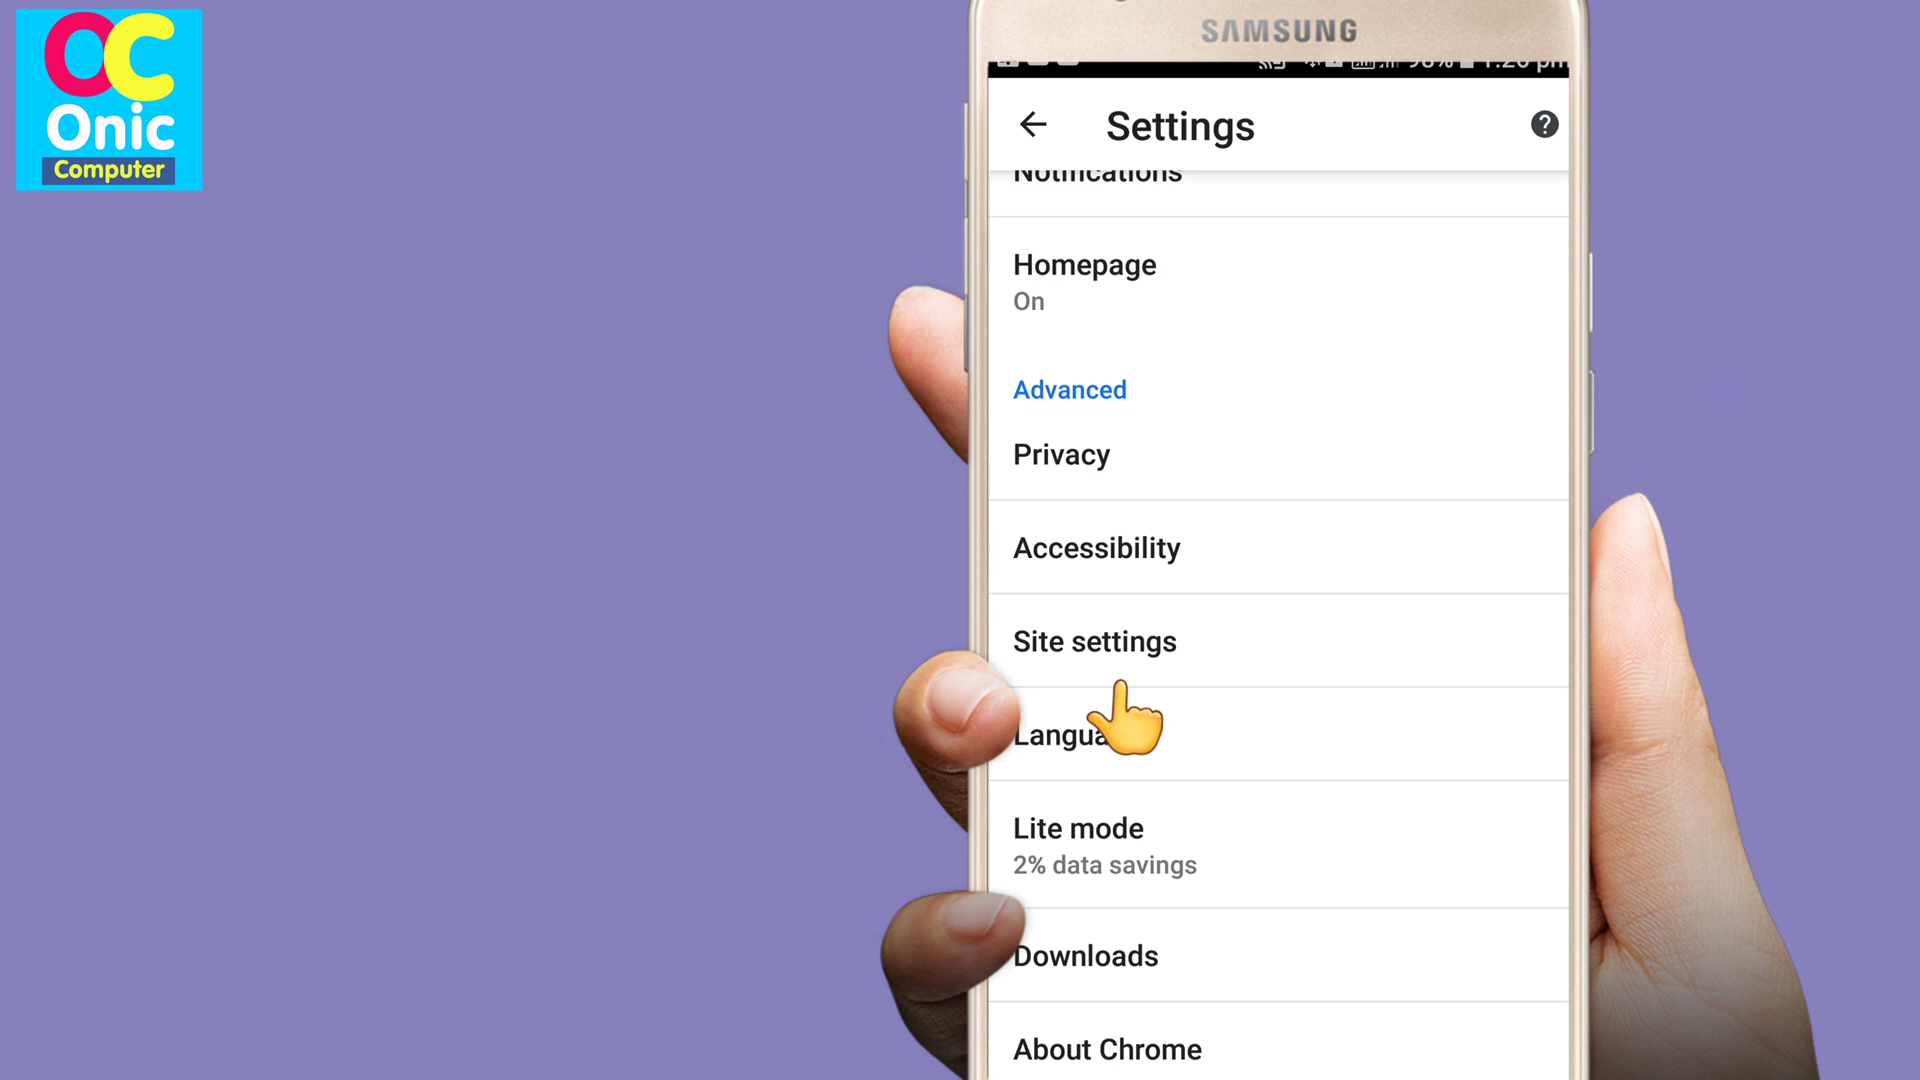 OC
Onic
Computer
SAMSUNG
Settings
Notifications
Homepage
On
Advanced
Privacy
Accessibility
Site settings
Lite mode
2% data savings
Downloads
About Chrome